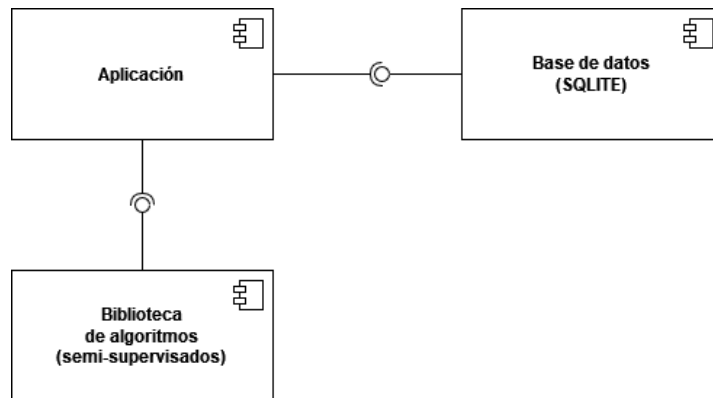 Aplicación
Base de datos
(SQLITE)
Biblioteca
de algoritmos
(semi-supervisados)